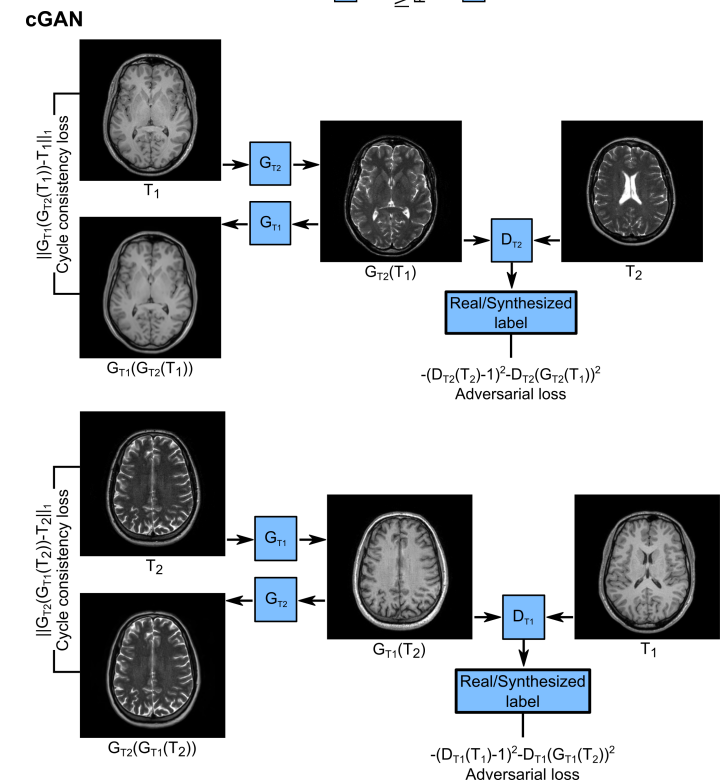 cGAN
||G_T1(G_T2(T₁))-T₁||₁
Cycle consistency loss
T₁
G_T2
G_T1
G_T1(G_T2(T₁))
G_T2(T₁)
D_T2
T₂
Real/Synthesized
label
-(D_T2(T₂)-1)²-D_T2(G_T2(T₁))²
Adversarial loss
||G_T2(G_T1(T₂))-T₂||₁
Cycle consistency loss
T₂
G_T1
G_T2
G_T2(G_T1(T₂))
G_T1(T₂)
D_T1
T₁
Real/Synthesized
label
-(D_T1(T₁)-1)²-D_T1(G_T1(T₂))²
Adversarial loss